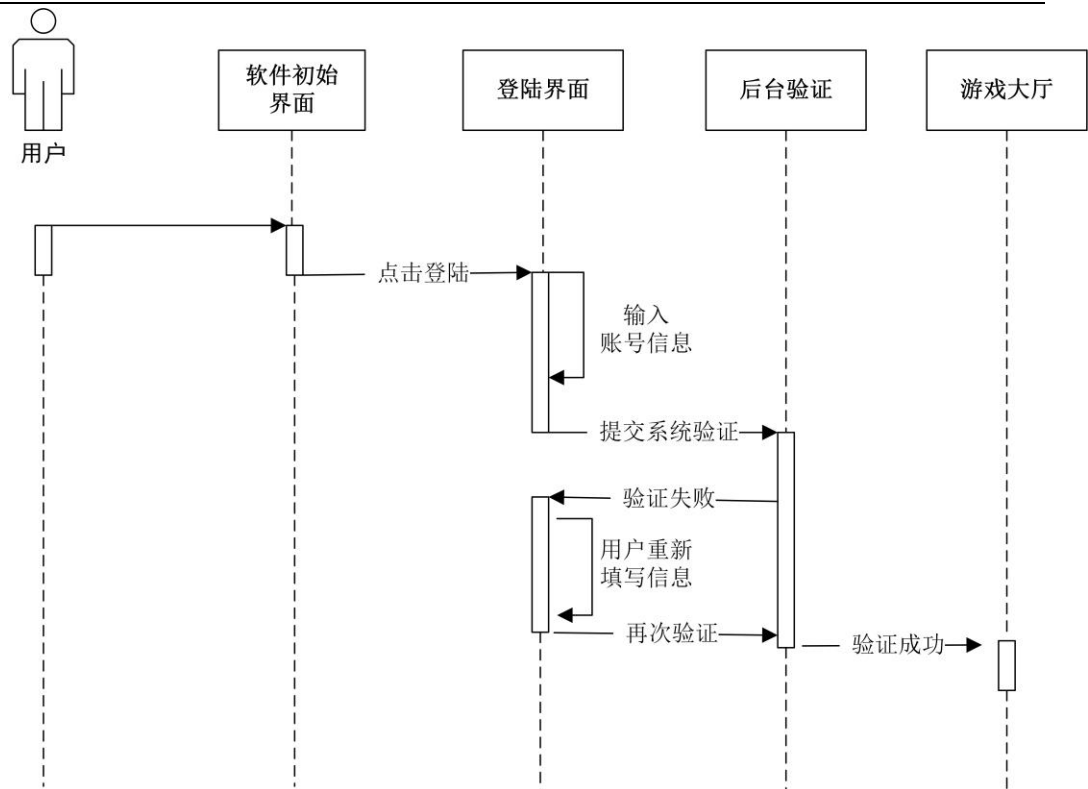 用户
软件初始
界面
登陆界面
后台验证
游戏大厅
点击登陆
输入
账号信息
提交系统验证
验证失败
用户重新
填写信息
再次验证
验证成功